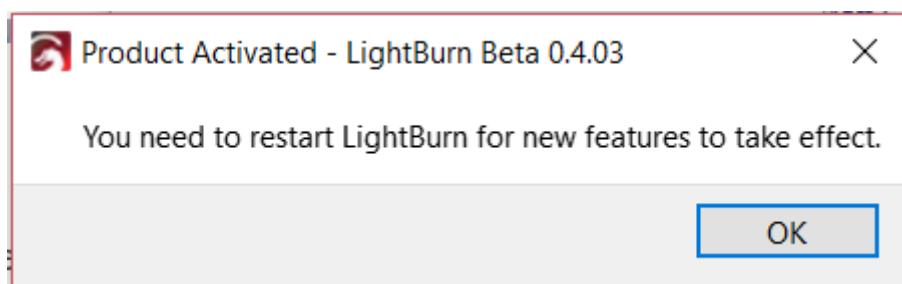 Product Activated - LightBurn Beta 0.4.03
You need to restart LightBurn for new features to take effect.
OK